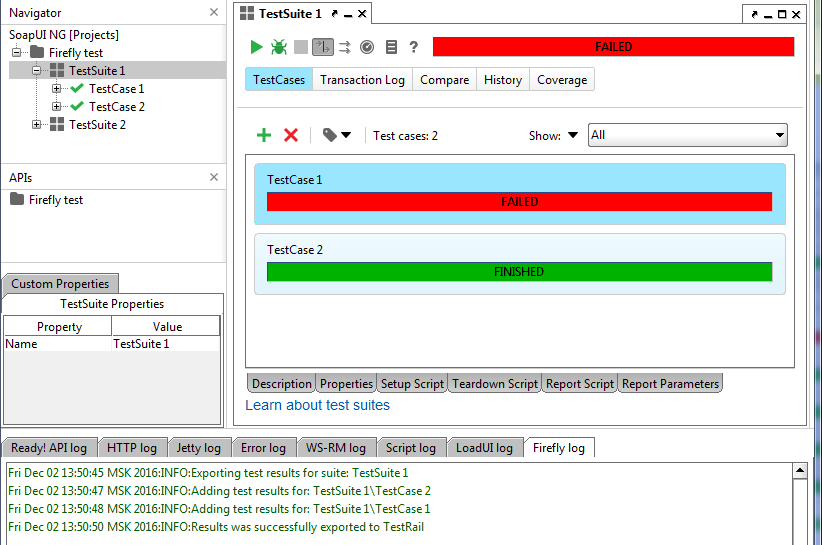 Navigator
SoapUI NG [Projects]
Firefly test
TestSuite 1
TestCase 1
TestCase 2
TestSuite 2
APIs
Firefly test
Custom Properties
TestSuite Properties
Property Value
Name TestSuite 1
TestSuite 1
FAILED
TestCases Transaction Log Compare History Coverage
Test cases: 2 Show: All
TestCase 1
FAILED
TestCase 2
FINISHED
Description Properties Setup Script Teardown Script Report Script Report Parameters
Learn about test suites
Ready! API log HTTP log Jetty log Error log WS-RM log Script log LoadUI log Firefly log
Fri Dec 02 13:50:45 MSK 2016:INFO:Exporting test results for suite: TestSuite 1
Fri Dec 02 13:50:47 MSK 2016:INFO:Adding test results for: TestSuite 1\TestCase 2
Fri Dec 02 13:50:48 MSK 2016:INFO:Adding test results for: TestSuite 1\TestCase 1
Fri Dec 02 13:50:50 MSK 2016:INFO:Results was successfully exported to TestRail